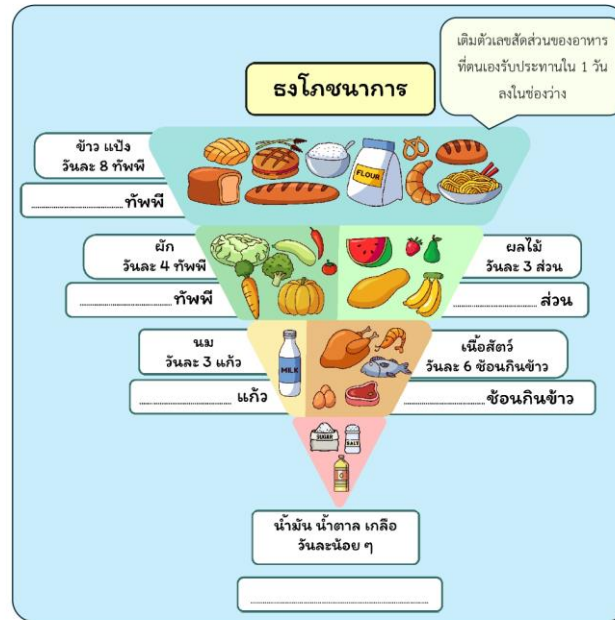 เติมตัวเลขสัดส่วนของอาหาร
ที่ตนเองรับประทานใน 1 วัน
ลงในช่องว่าง
ธงโภชนาการ
ข้าว แป้ง
วันละ 8 ทัพพี
........................ ทัพพี
FLOUR
ผัก
วันละ 4 ทัพพี
........................ ทัพพี
ผลไม้
วันละ 3 ส่วน
........................ ส่วน
นม
วันละ 3 แก้ว
........................ แก้ว
MILK
เนื้อสัตว์
วันละ 6 ช้อนกินข้าว
........................ ช้อนกินข้าว
SUGAR
SALT
น้ำมัน น้ำตาล เกลือ
วันละน้อย ๆ
........................